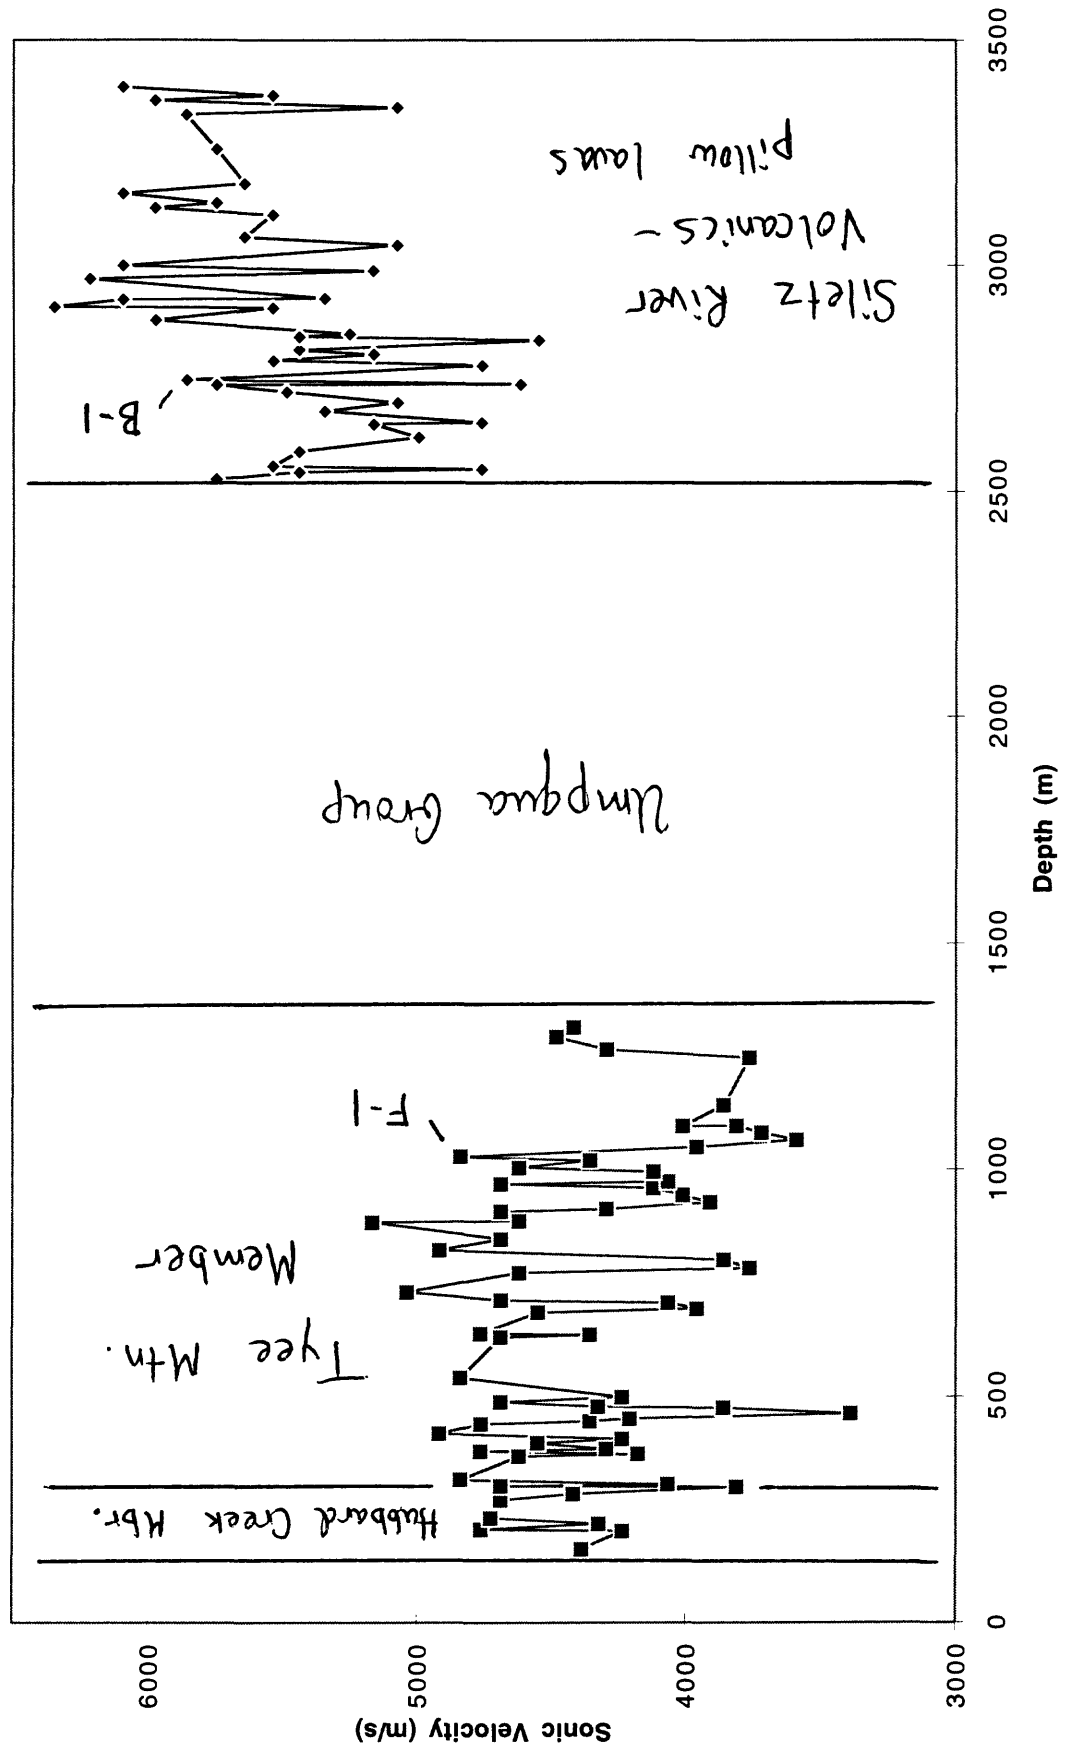 Siletz River
Volcanics –
pillow lavas
B-1
Umpqua Group
F-1
Tyee Mtn.
Member
Hubbard Creek Mbr.
Sonic Velocity (m/s)
6000
5000
4000
3000
0
500
1000
1500
2000
2500
3000
3500
Depth (m)